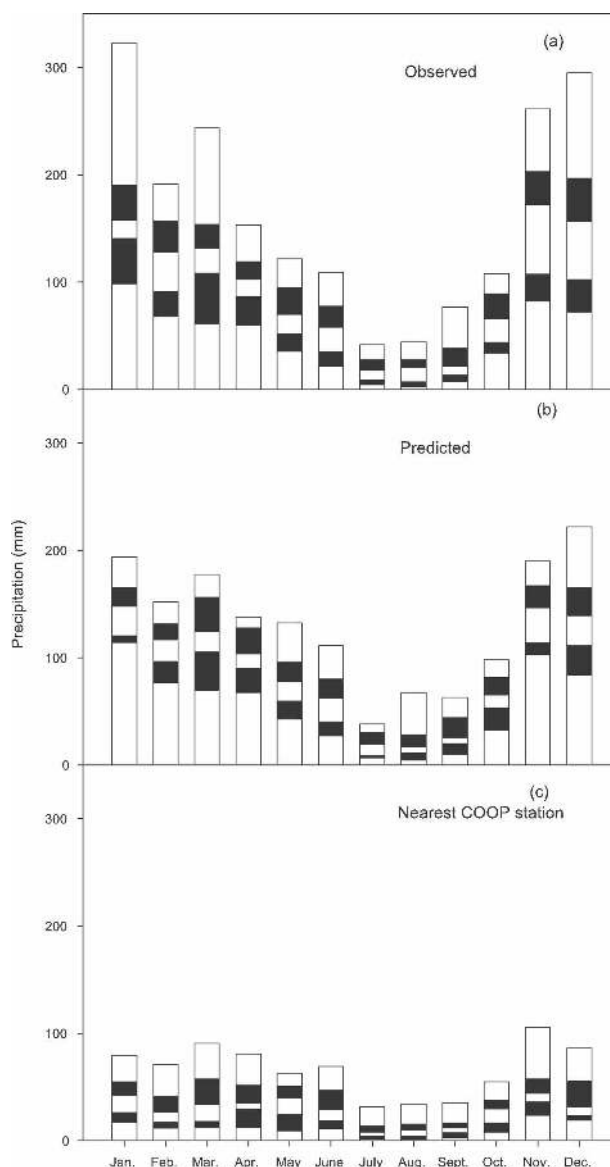 (a)
Observed
300
200
100
0
(b)
Predicted
300
200
100
0
Precipitation (mm)
(c)
Nearest COOP station
300
200
100
0
Jan. Feb. Mar. Apr. May June July Aug. Sept. Oct. Nov. Dec.